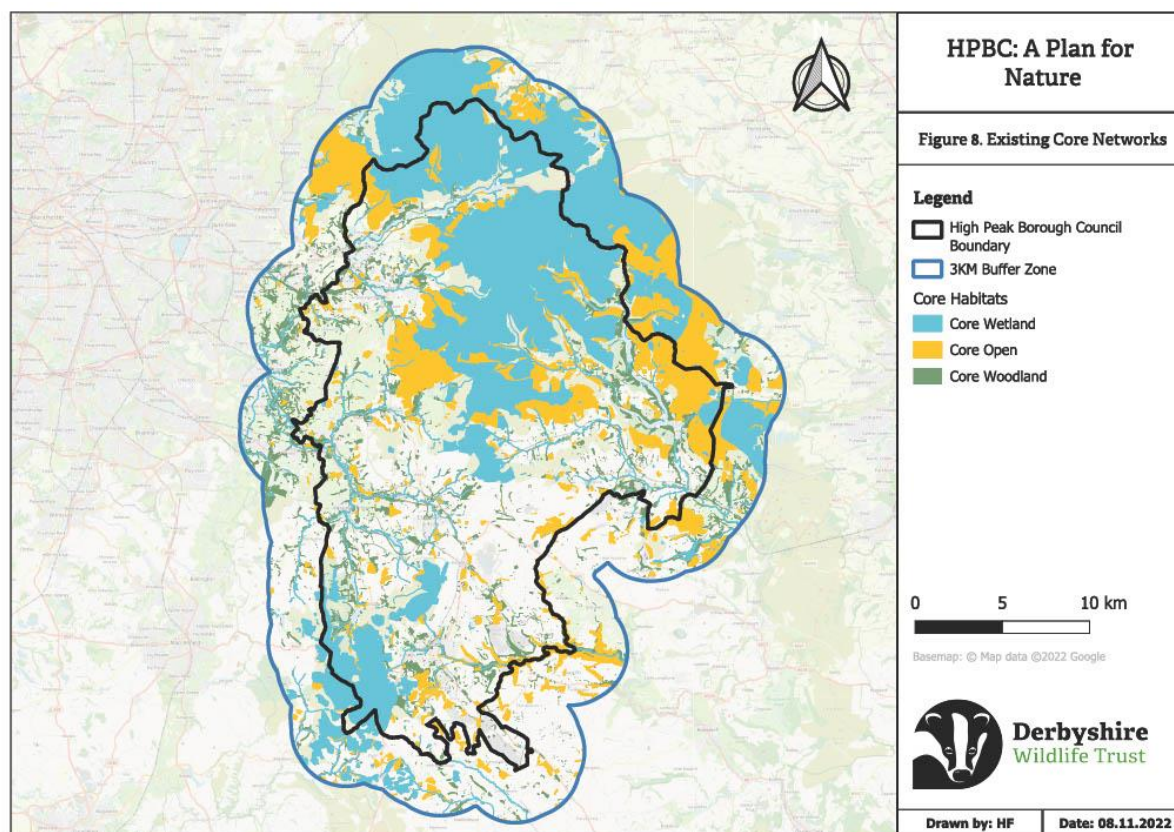 HPBC: A Plan for
Nature
Figure 8. Existing Core Networks
Legend
High Peak Borough Council
Boundary
3KM Buffer Zone
Core Habitats
Core Wetland
Core Open
Core Woodland
0 5 10 km
Basemap: © Map data ©2022 Google
Derbyshire
Wildlife Trust
Drawn by: HF
Date: 08.11.2022